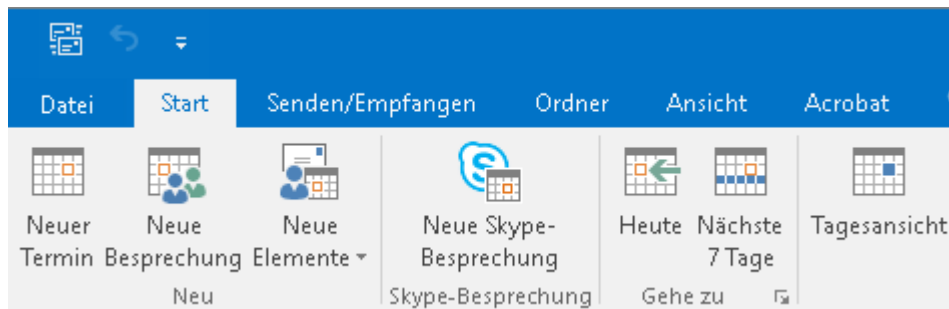 Datei Start Senden/Empfangen Ordner Ansicht Acrobat
Neuer Neue Neue Neue Skype- Heute Nächste Tagesansicht
Termin Besprechung Elemente Besprechung 7 Tage
Neu Skype-Besprechung Gehe zu